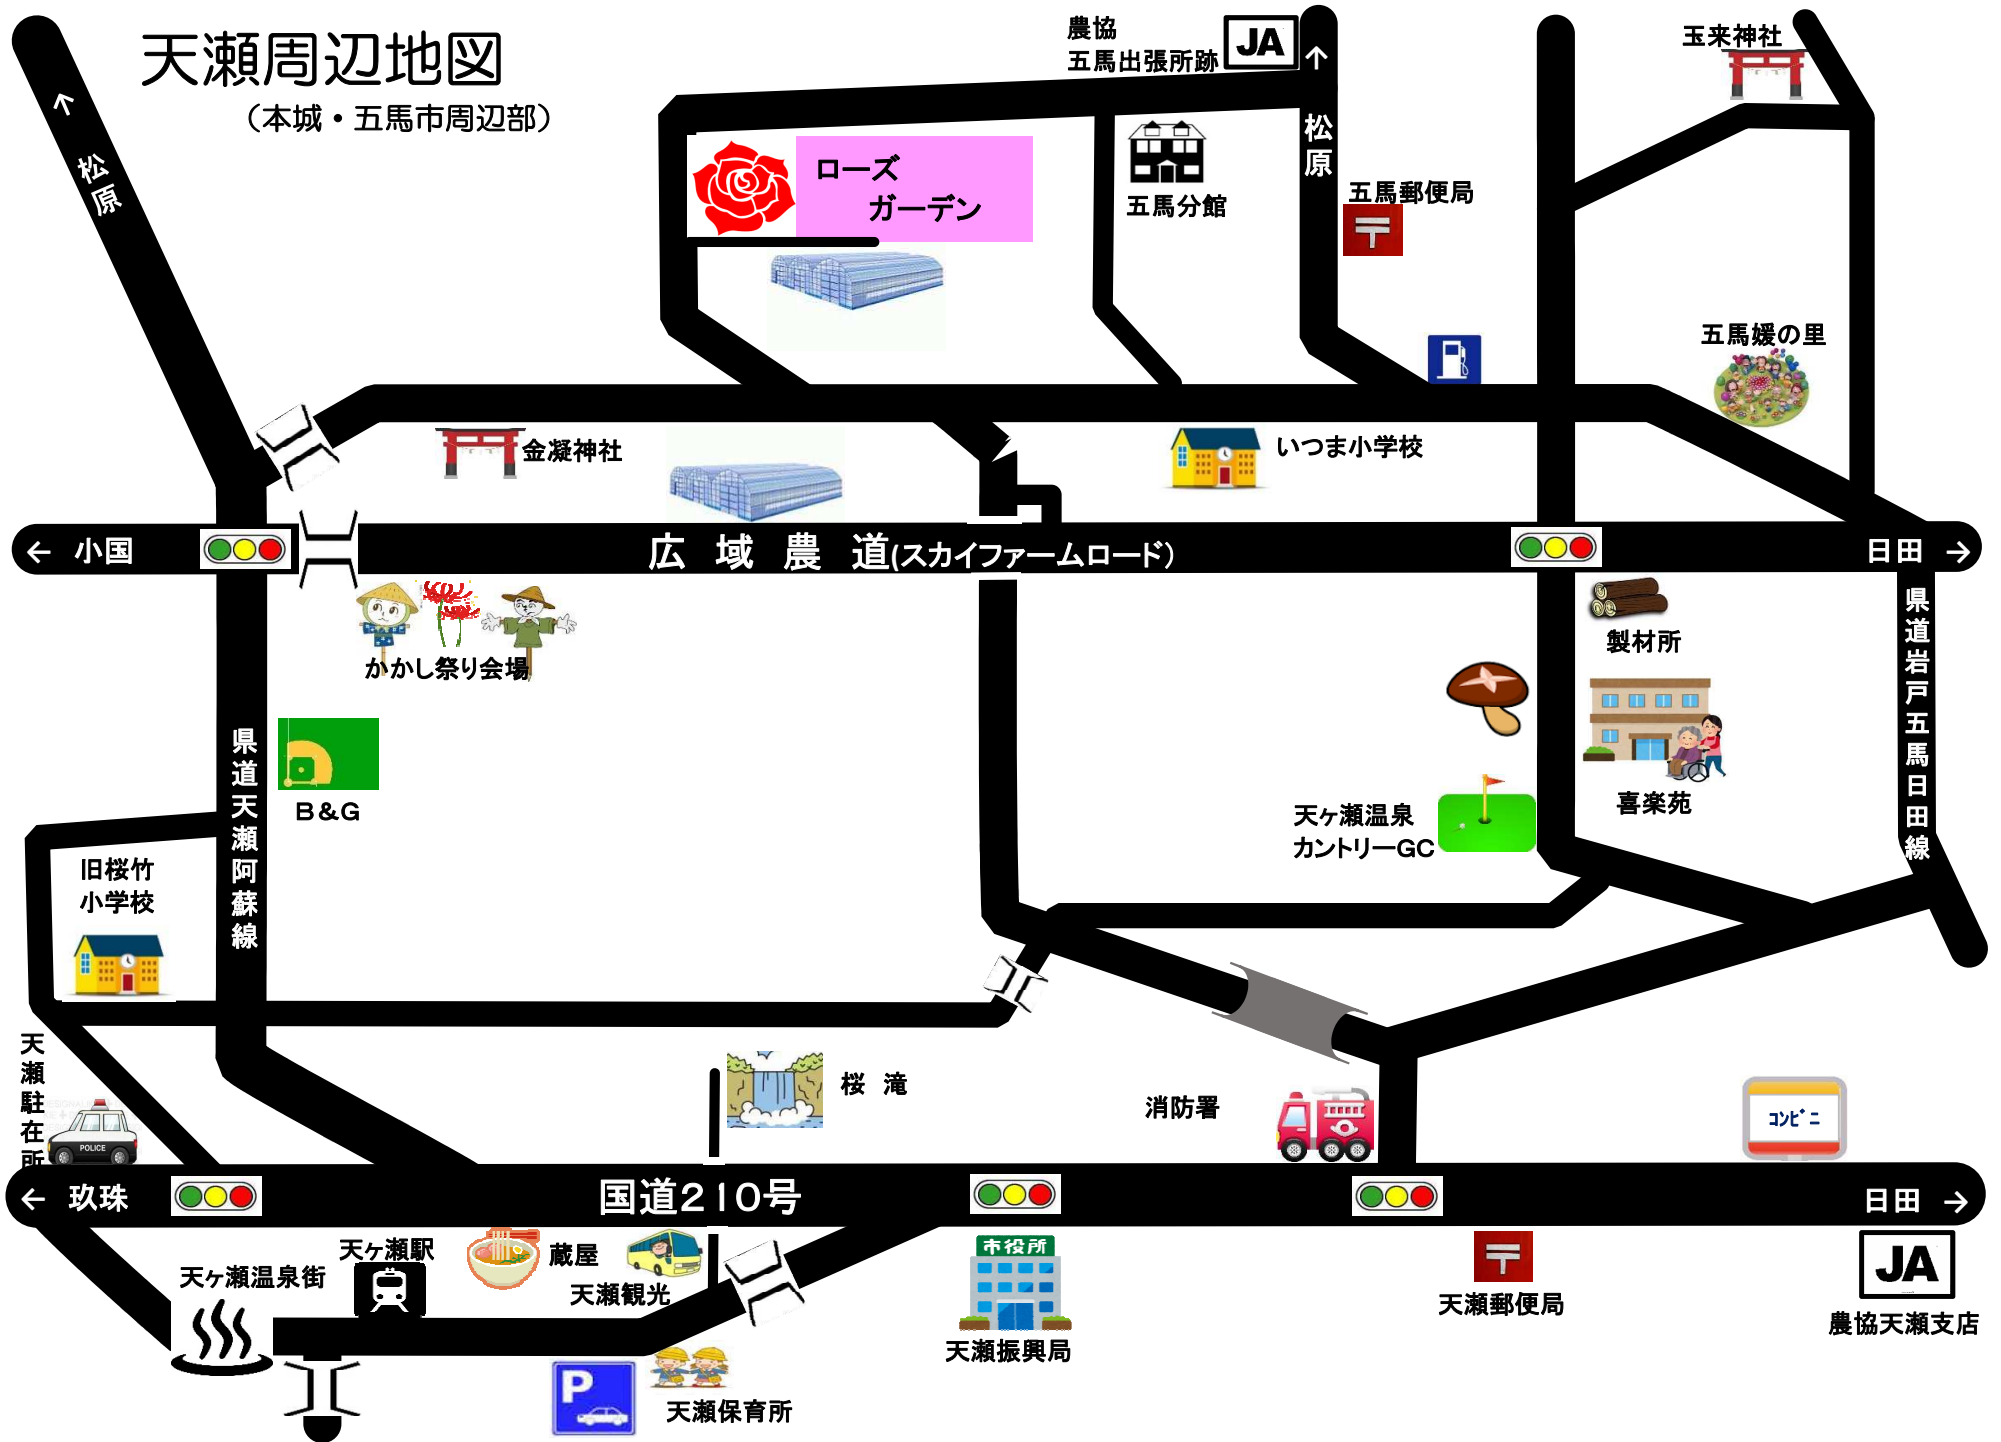 天瀬周辺地図
（本城・五馬市周辺部）
農協
五馬出張所跡
JA
↑
松原
↑
松原
玉来神社
ローズ
ガーデン
五馬分館
五馬郵便局
五馬媛の里
金凝神社
いつま小学校
← 小国
広域農道(スカイファームロード)
日田 →
かかし祭り会場
製材所
県道岩戸五馬日田線
県道天瀬阿蘇線
B&G
喜楽苑
天ヶ瀬温泉
カントリーGC
旧桜竹
小学校
天瀬駐在所
POLICE
桜滝
消防署
コンビニ
← 玖珠
国道210号
日田 →
天ヶ瀬駅
蔵屋
天瀬観光
天ヶ瀬温泉街
市役所
天瀬振興局
天瀬郵便局
JA
農協天瀬支店
P
天瀬保育所